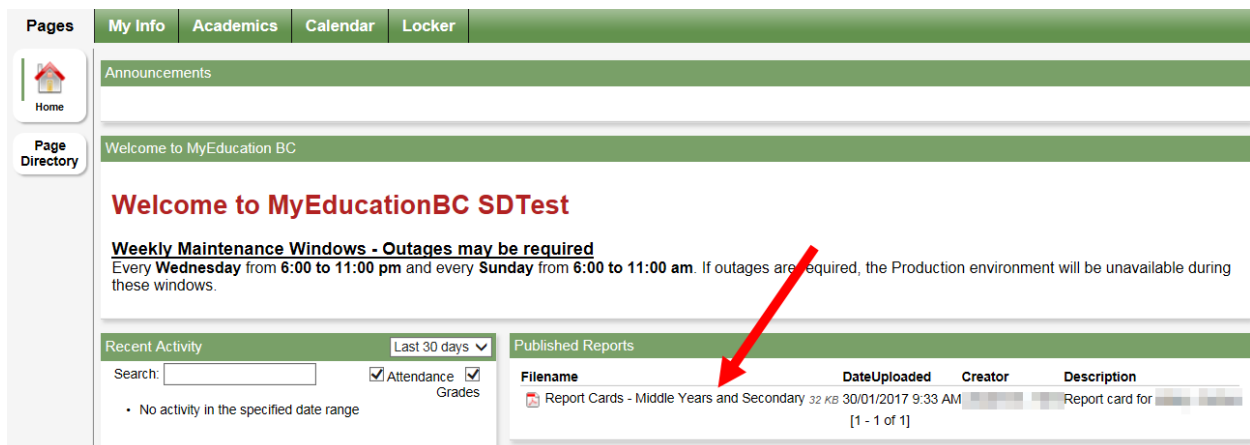 Pages My Info Academics Calendar Locker
Home
Page
Directory
Announcements
Welcome to MyEducation BC
Welcome to MyEducationBC SDTest
Weekly Maintenance Windows - Outages may be required
Every Wednesday from 6:00 to 11:00 pm and every Sunday from 6:00 to 11:00 am. If outages are required, the Production environment will be unavailable during
these windows.
Recent Activity Last 30 days
Search: Attendance
Grades
• No activity in the specified date range
Published Reports
Filename DateUploaded Creator Description
Report Cards - Middle Years and Secondary 32 KB 30/01/2017 9:33 AM Report card for
[1 - 1 of 1]